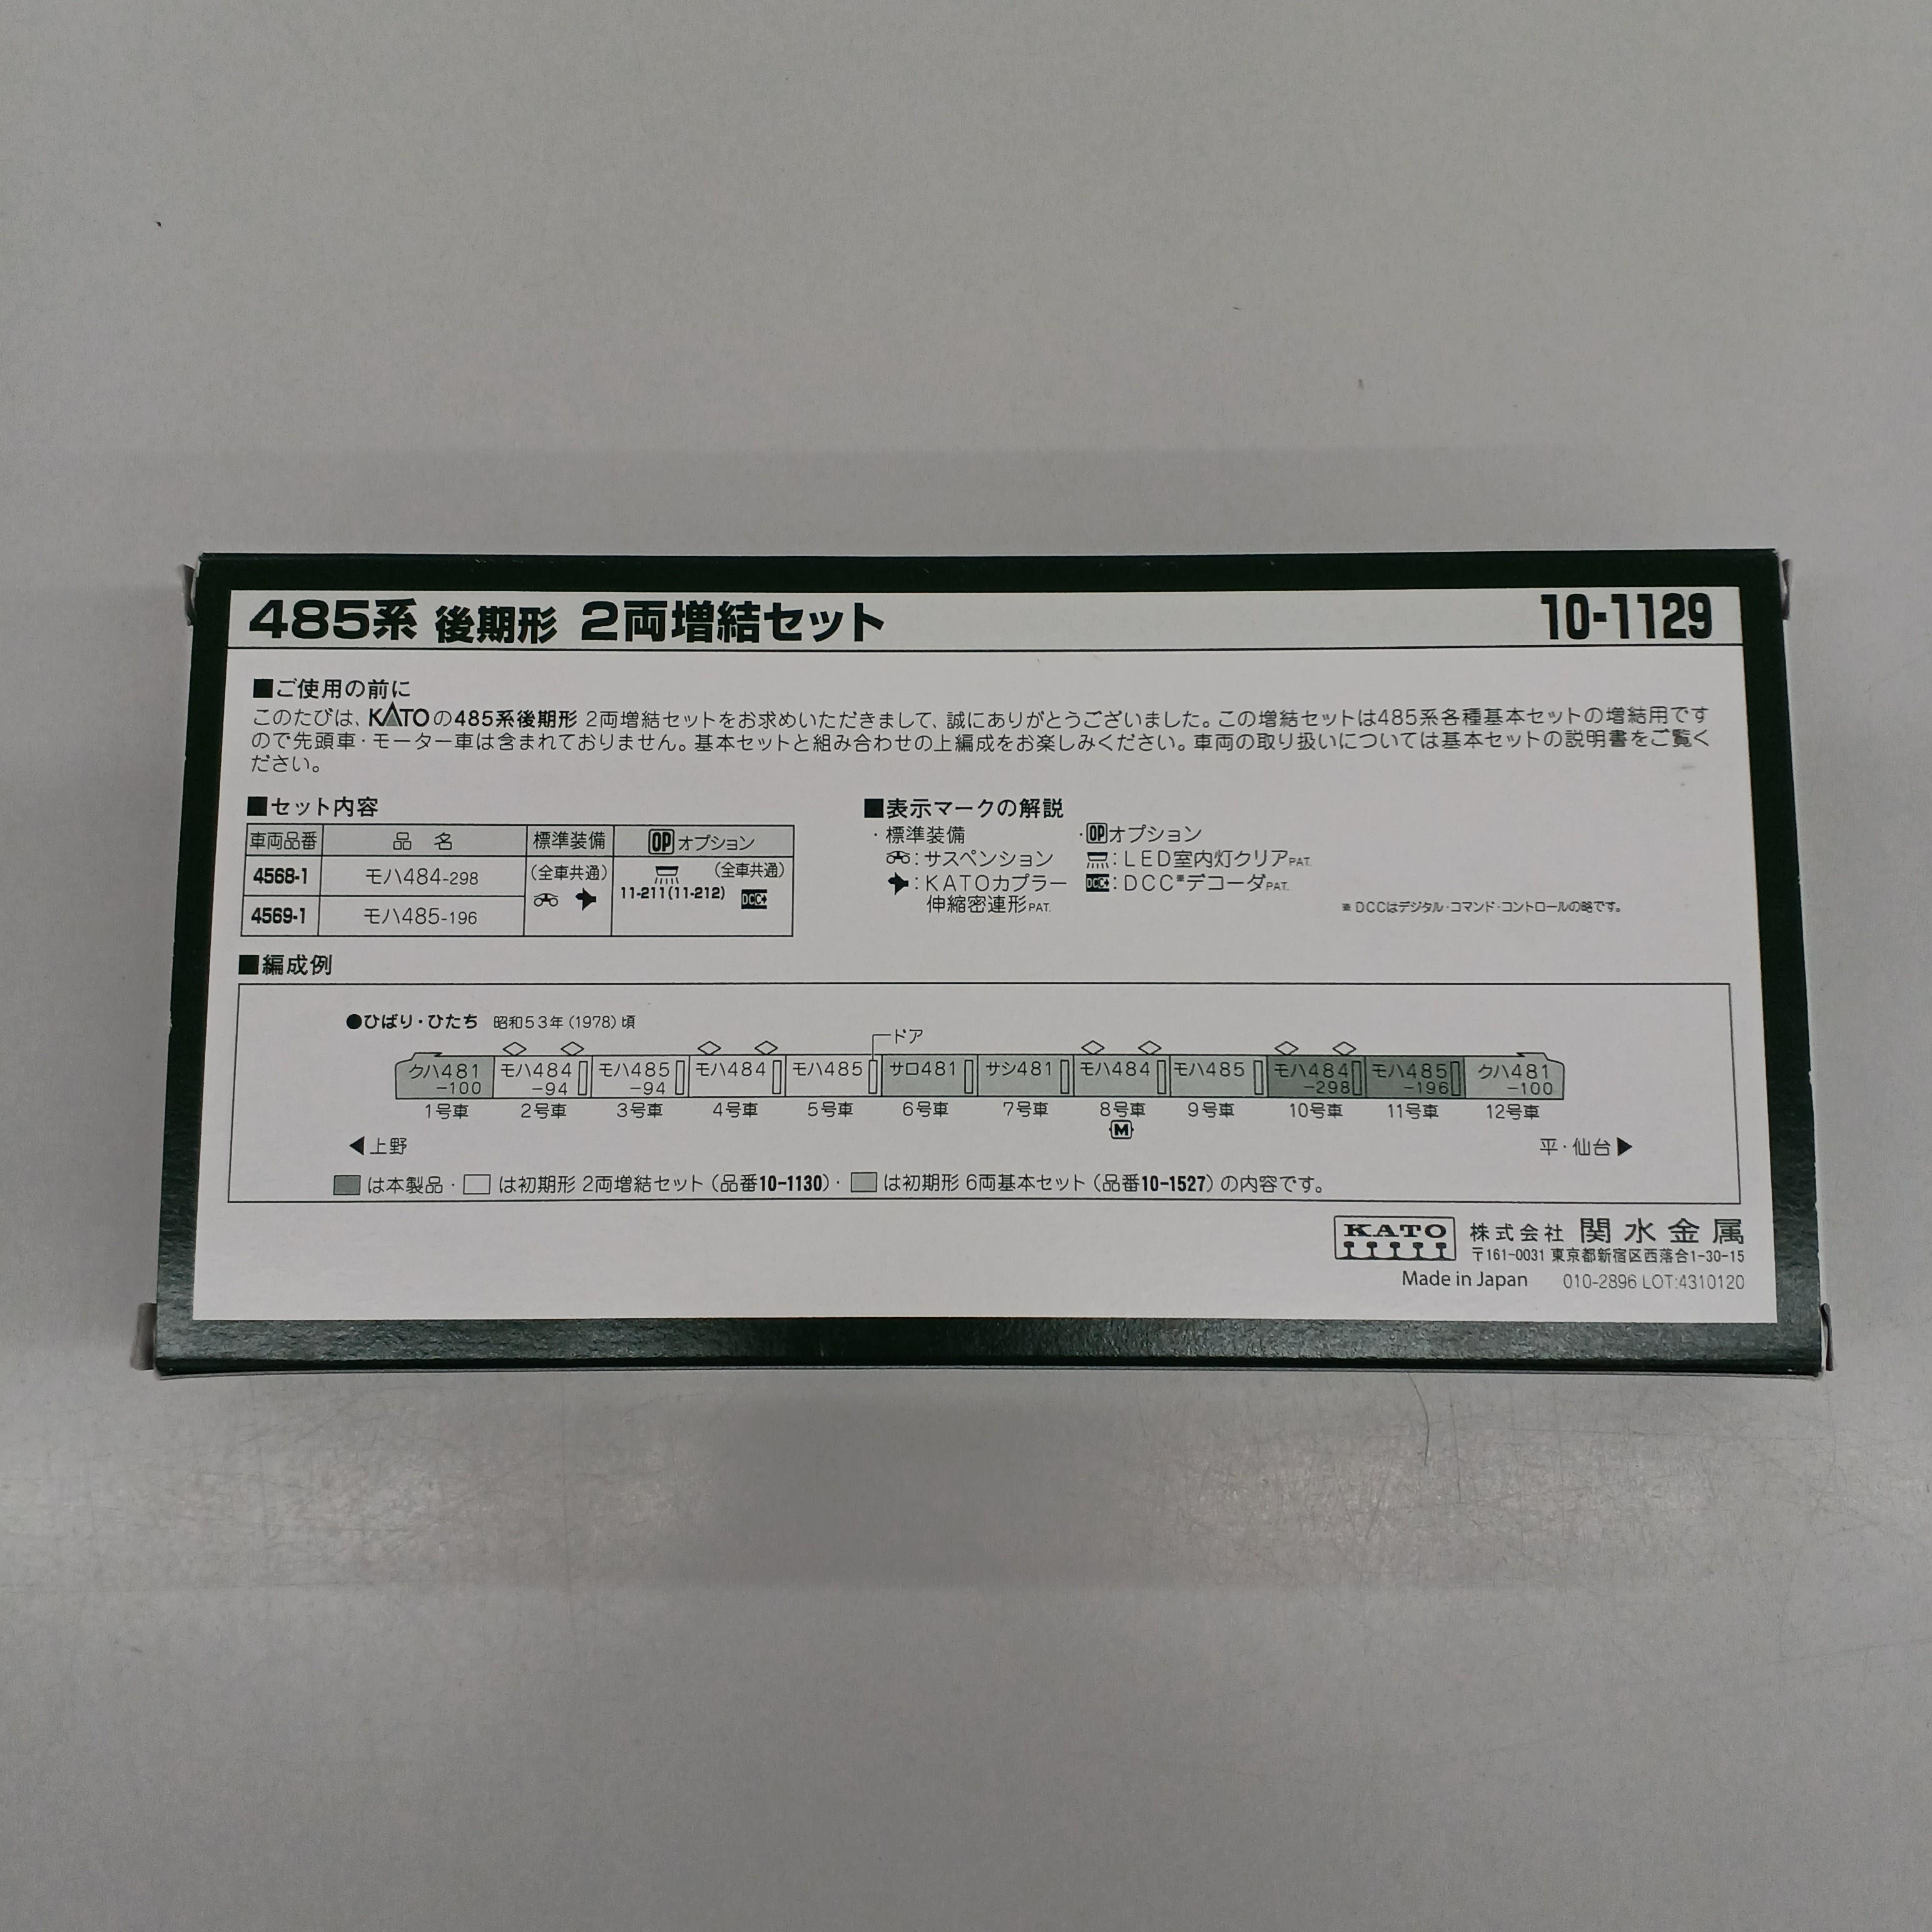 485系 後期形 2両増結セット 10-1129
■ご使用の前に
このたびは、KATOの485系後期形 2両増結セットをお求めいただきまして、誠にありがとうございました。この増結セットは485系各種基本セットの増結用です
ので先頭車・モーター車は含まれておりません。基本セットと組み合わせの上編成をお楽しみください。車両の取り扱いについては基本セットの説明書をご覧く
ださい。
■セット内容
車両品番 品 名 標準装備 OPオプション
4568-1 モハ484-298 (全車共通) (全車共通)
11-211(11-212) DCC
4569-1 モハ485-196
■表示マークの解説
・標準装備 ・OPオプション
:サスペンション :LED室内灯クリアPAT.
:KATOカプラー DCC:DCC※デコーダPAT.
伸縮密連形PAT.
※DCCはデジタル・コマンド・コントロールの略です。
■編成例
●ひばり・ひたち 昭和53年(1978)頃
ドア
クハ481 モハ484 モハ485 モハ484 モハ485 サロ481 サシ481 モハ484 モハ485 モハ484 モハ485 クハ481
-100 -94 -94 -298 -196 -100
1号車 2号車 3号車 4号車 5号車 6号車 7号車 8号車 9号車 10号車 11号車 12号車
M
◀上野 平・仙台▶
は本製品・ は初期形 2両増結セット(品番10-1130)・ は初期形 6両基本セット(品番10-1527)の内容です。
KATO 株式会社 関水金属
〒161-0031 東京都新宿区西落合1-30-15
Made in Japan 010-2896 LOT:4310120